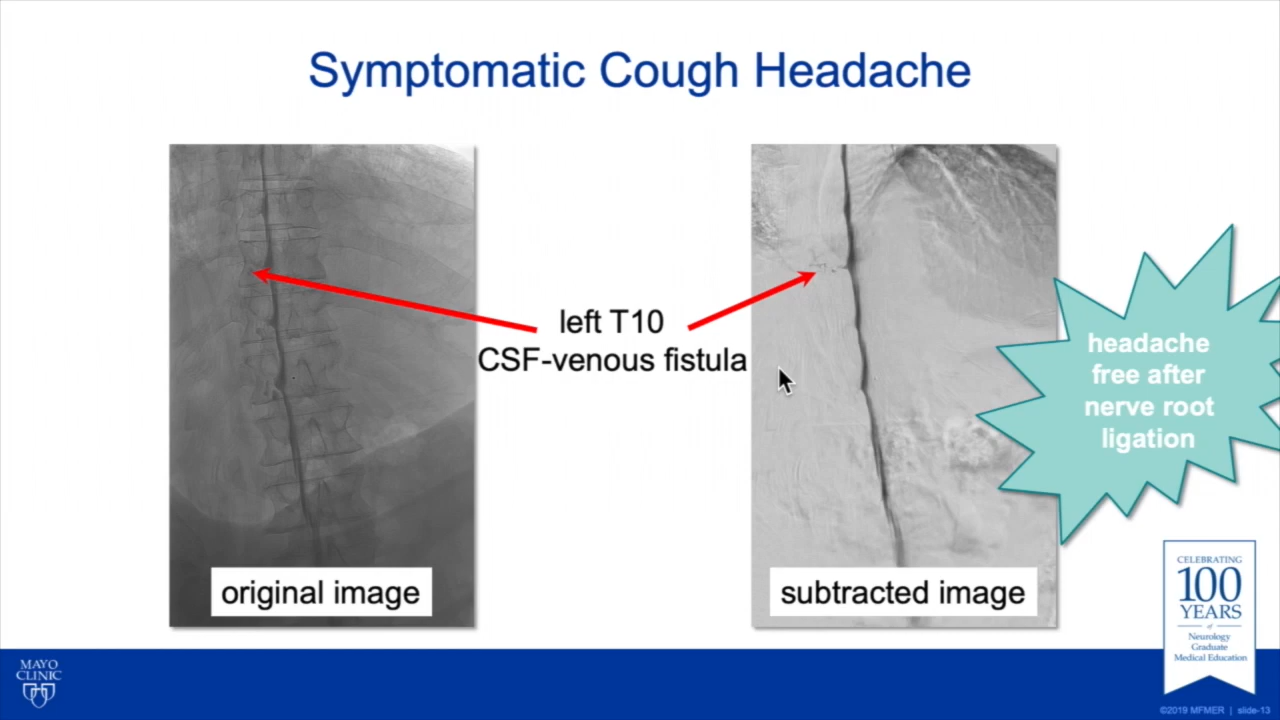 Symptomatic Cough Headache
left T10
CSF-venous fistula
headache
free after
nerve root
ligation
original image
subtracted image
CELEBRATING
100
YEARS
of
Neurology
Graduate
Medical Education
MAYO
CLINIC
©2019 MFMER | slide-13